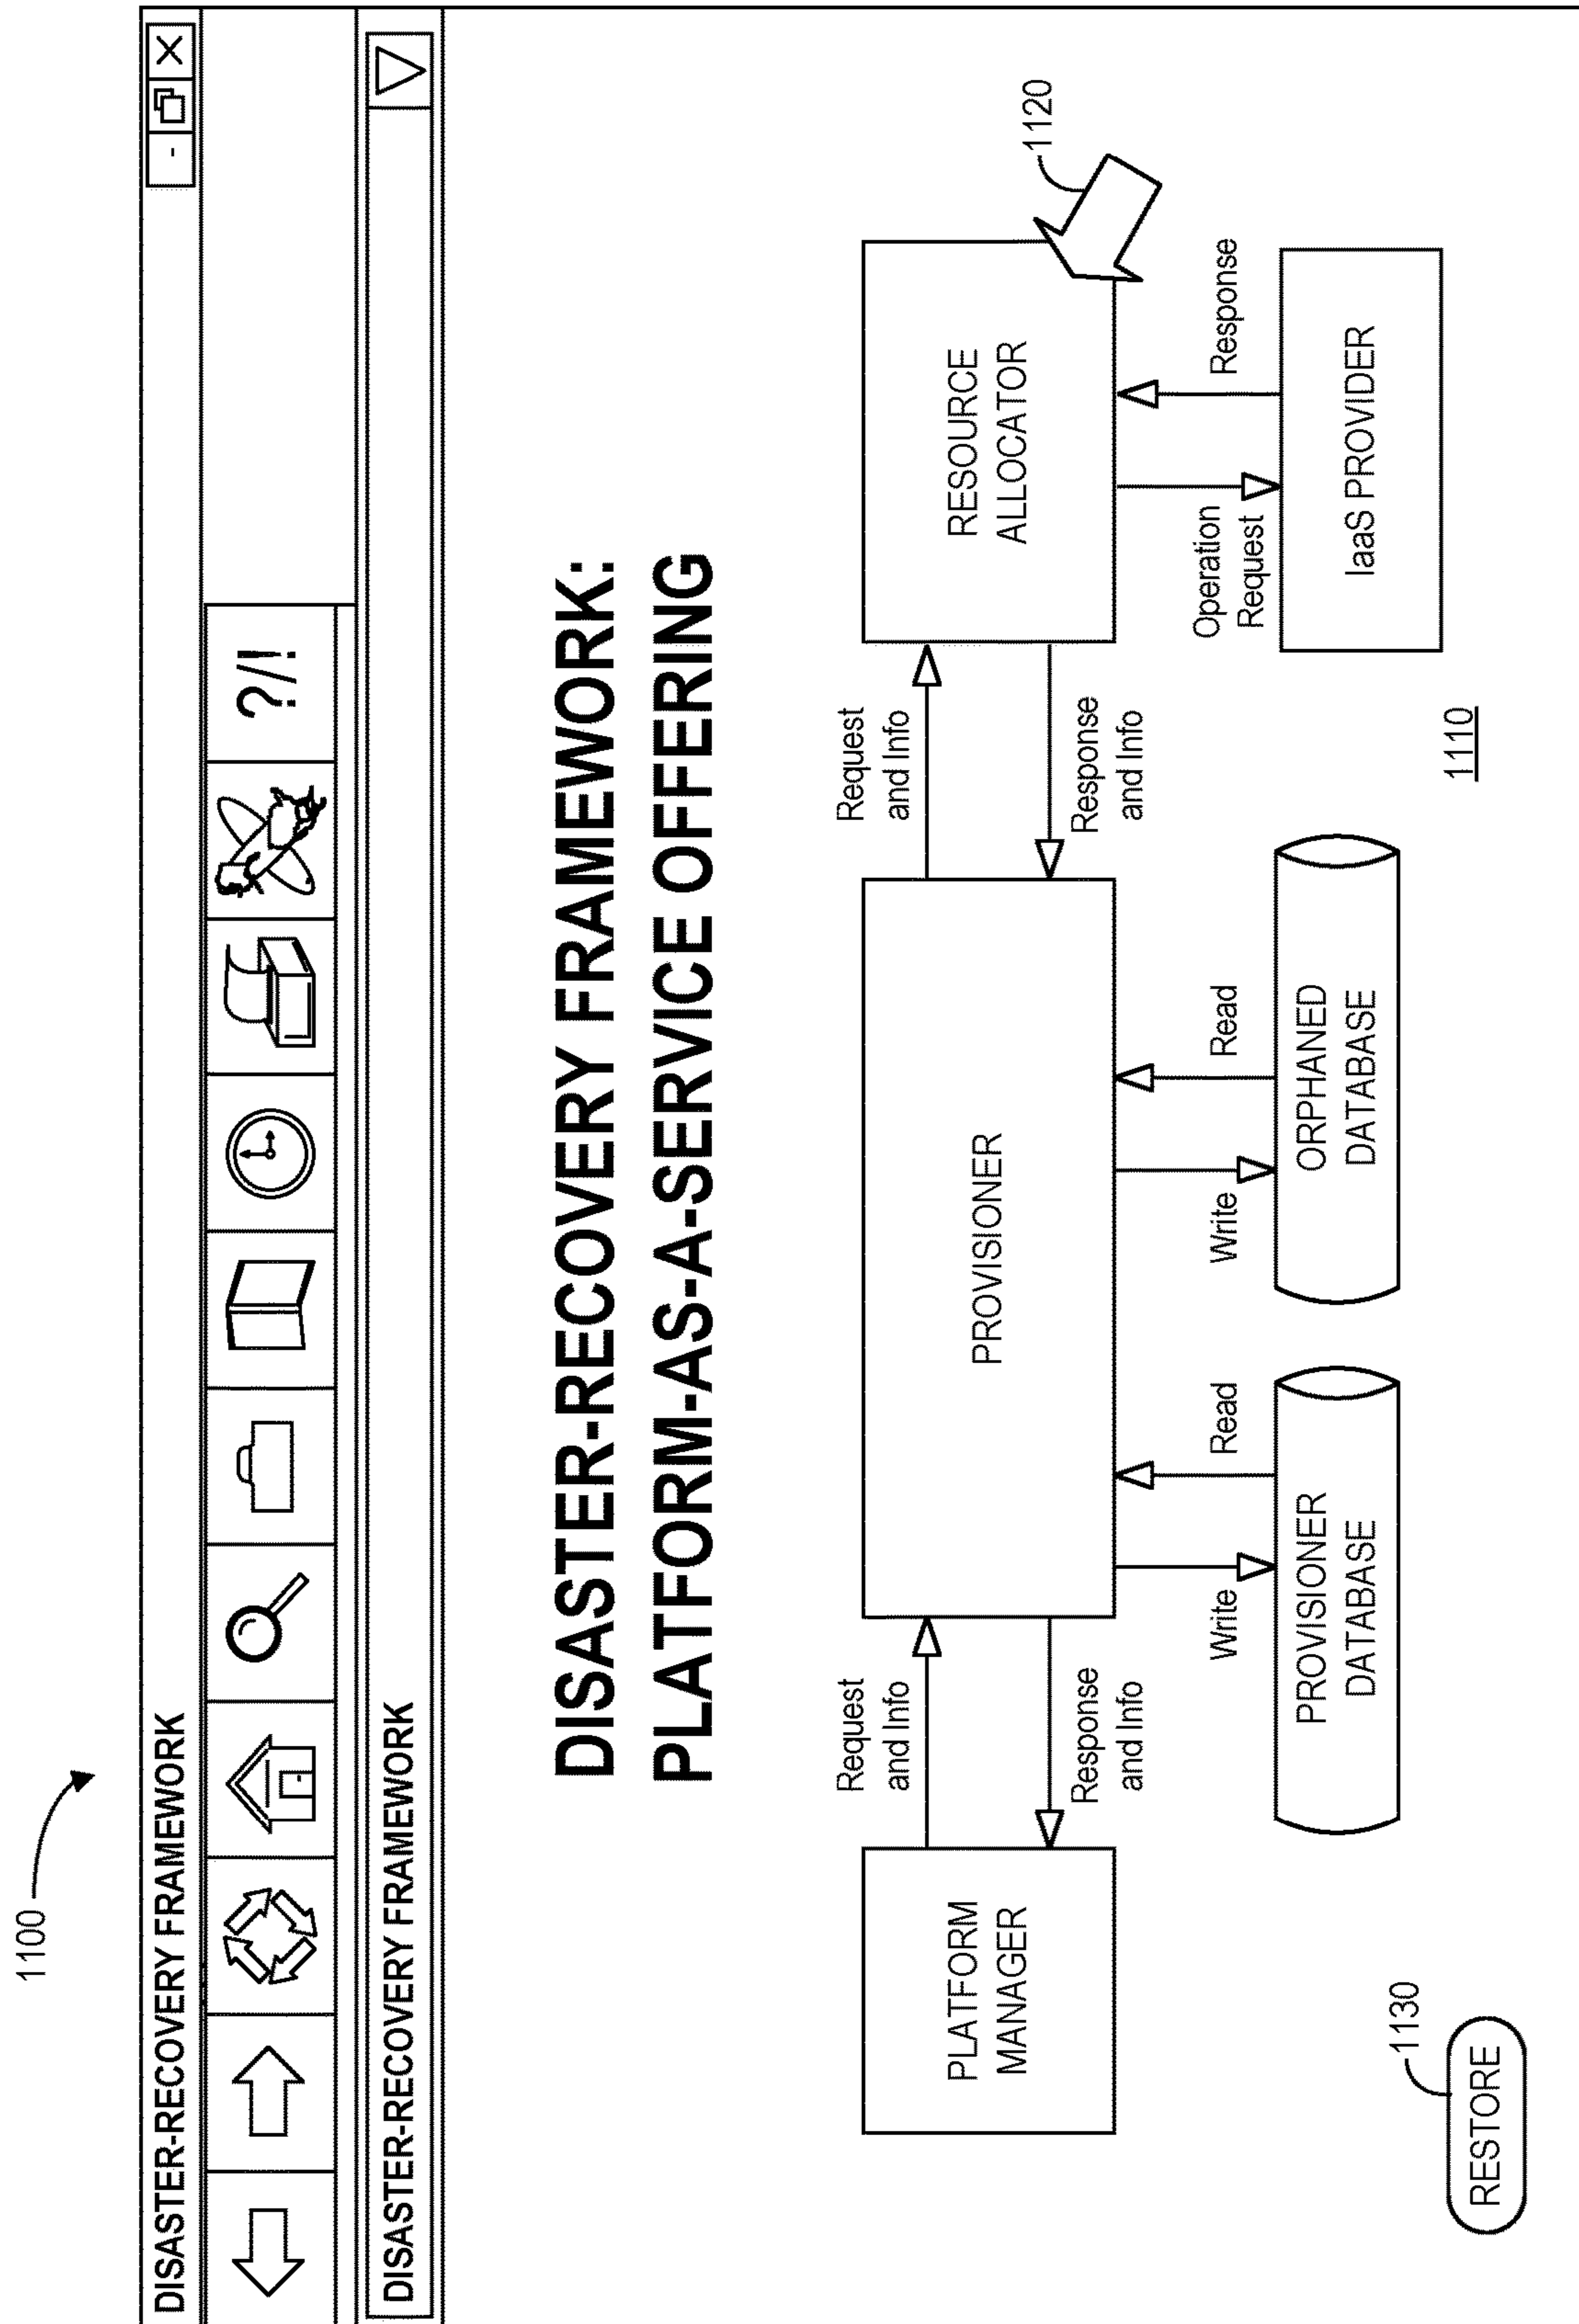 1100
DISASTER-RECOVERY FRAMEWORK
- X
?/!
DISASTER-RECOVERY FRAMEWORK
DISASTER-RECOVERY FRAMEWORK:
PLATFORM-AS-A-SERVICE OFFERING
PLATFORM
MANAGER
Request
and Info
Response
and Info
PROVISIONER
Request
and Info
Response
and Info
RESOURCE
ALLOCATOR
1120
Write
Read
Write
Read
Operation
Request
Response
PROVISIONER
DATABASE
ORPHANED
DATABASE
IaaS PROVIDER
1130
RESTORE
1110